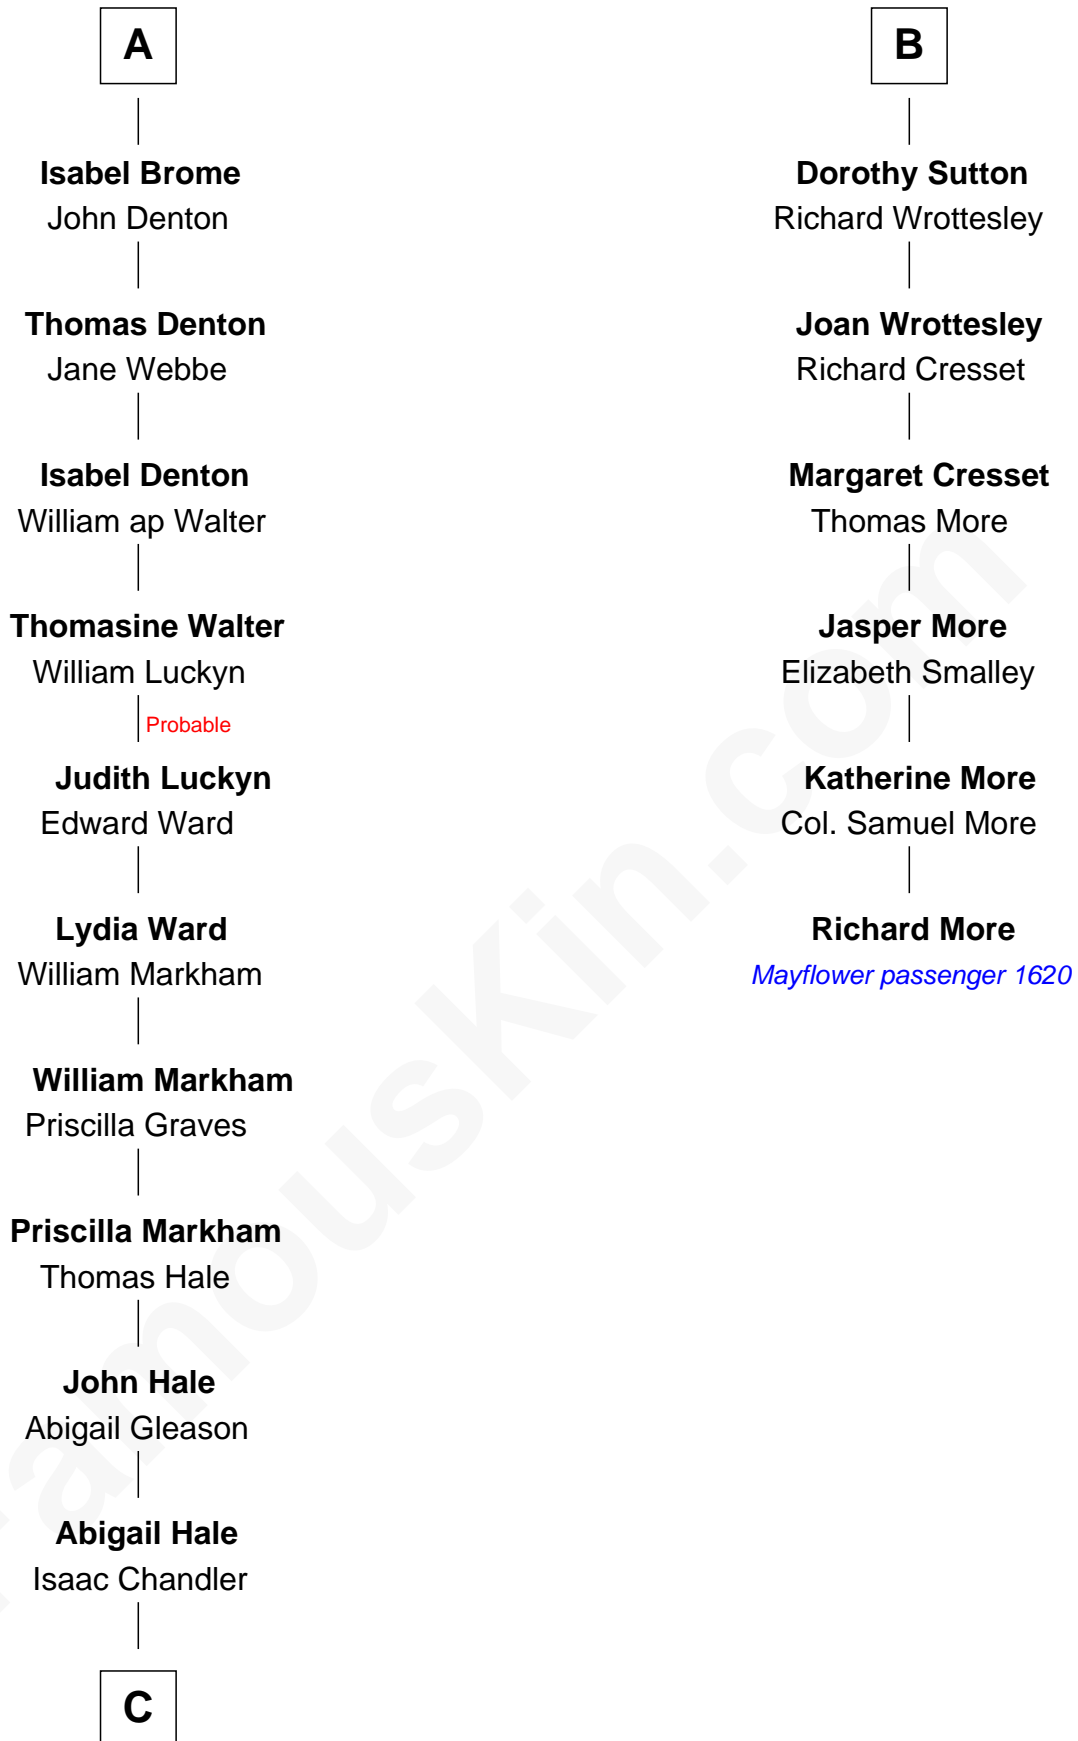 A
Isabel Brome
John Denton
Thomas Denton
Jane Webbe
Isabel Denton
William ap Walter
Thomasine Walter
William Luckyn
Probable
Judith Luckyn
Edward Ward
Lydia Ward
William Markham
William Markham
Priscilla Graves
Priscilla Markham
Thomas Hale
John Hale
Abigail Gleason
Abigail Hale
Isaac Chandler
C
B
Dorothy Sutton
Richard Wrottesley
Joan Wrottesley
Richard Cresset
Margaret Cresset
Thomas More
Jasper More
Elizabeth Smalley
Katherine More
Col. Samuel More
Richard More
Mayflower passenger 1620
FamousKin.com